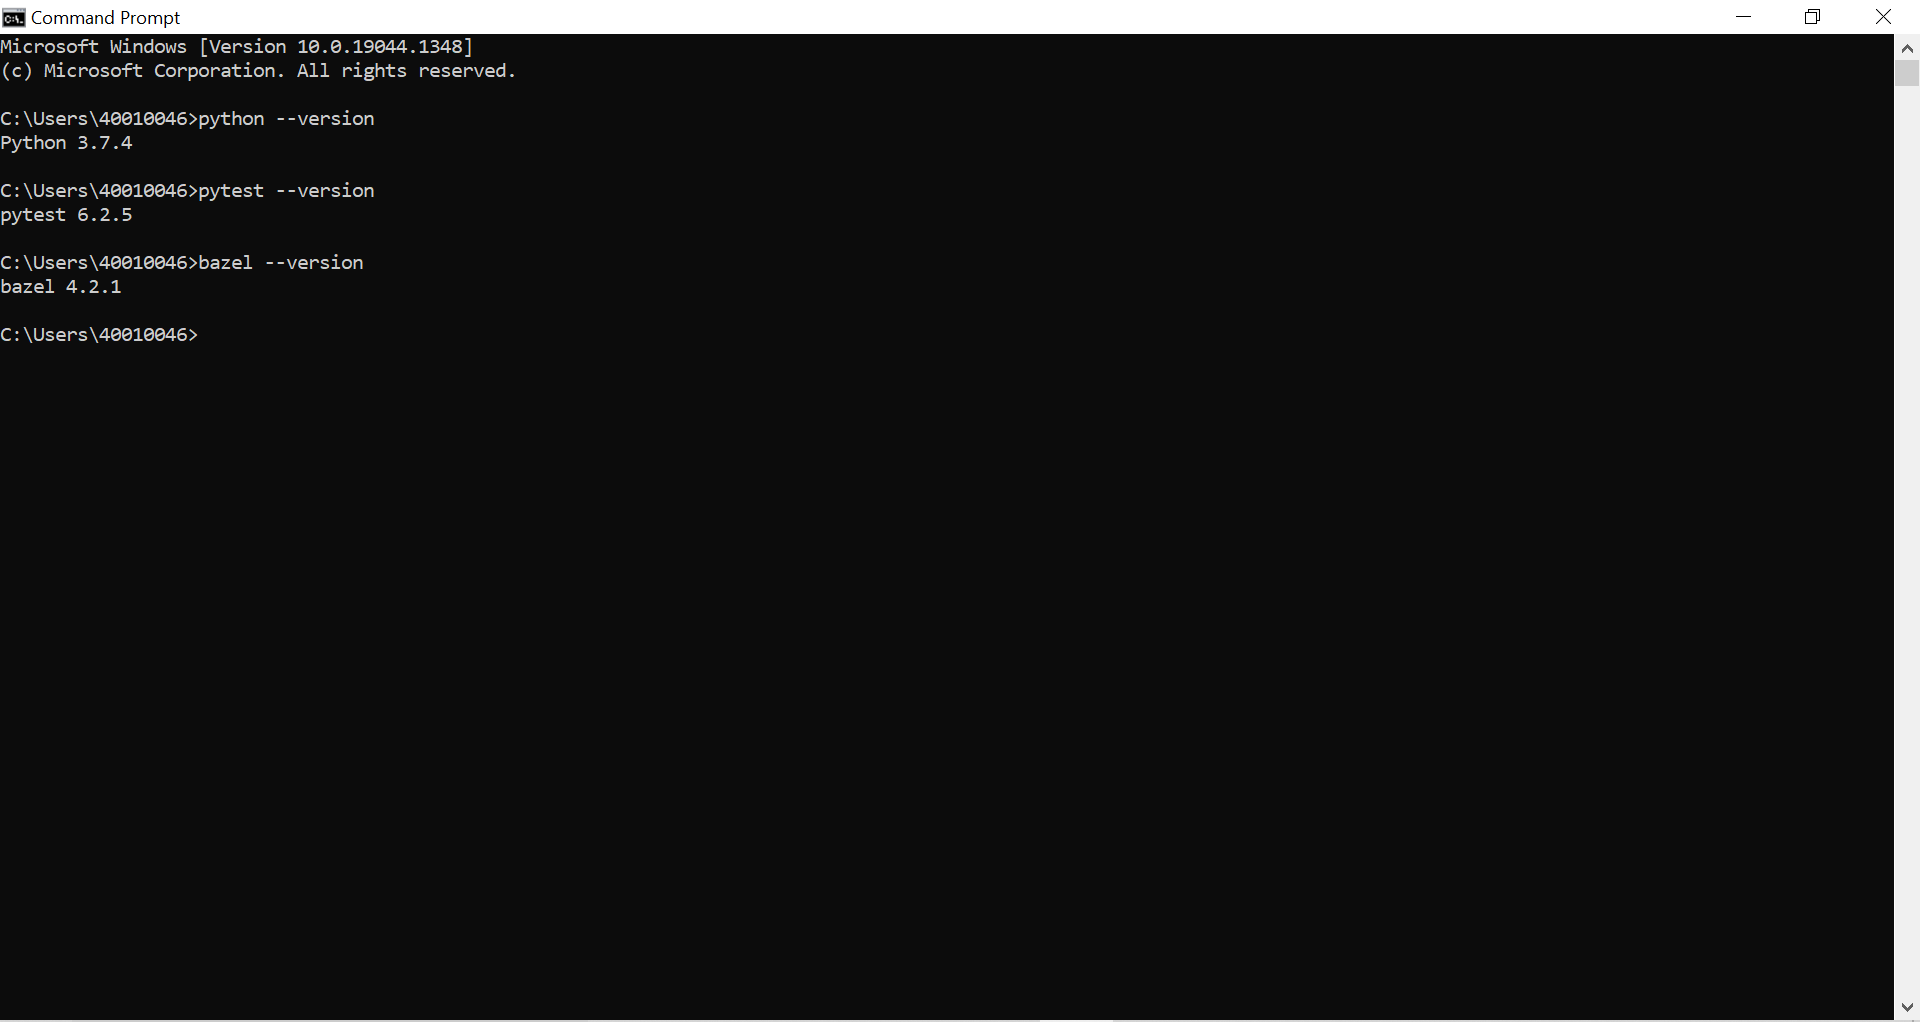 Command Prompt
Microsoft Windows [Version 10.0.19044.1348]
(c) Microsoft Corporation. All rights reserved.
C:\Users\40010046>python --version
Python 3.7.4
C:\Users\40010046>pytest --version
pytest 6.2.5
C:\Users\40010046>bazel --version
bazel 4.2.1
C:\Users\40010046>